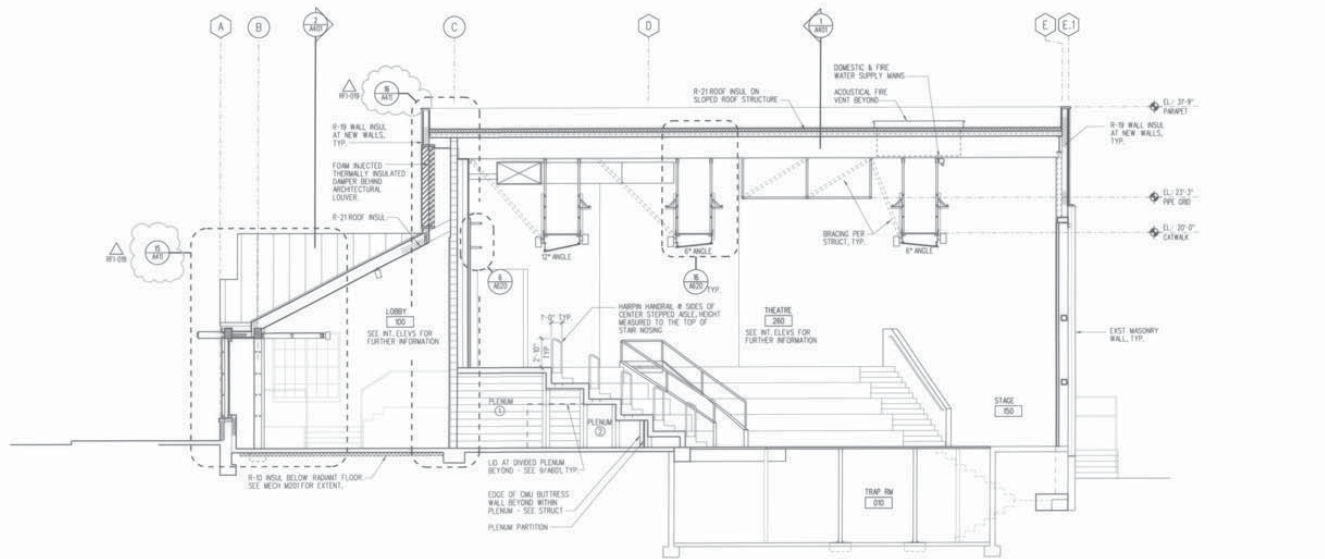 A
B
2
A401
C
D
1
A401
E
E.1
16
A411
RFI-019
R-19 WALL INSUL
AT NEW WALLS,
TYP.
FOAM INJECTED
THERMALLY INSULATED
DAMPER BEHIND
ARCHITECTURAL
LOUVER.
R-21 ROOF INSUL
R-21 ROOF INSUL ON
SLOPED ROOF STRUCTURE
DOMESTIC & FIRE
WATER SUPPLY MAINS
ACOUSTICAL FIRE
VENT BEYOND
EL: 31'-9"
PARAPET
R-19 WALL INSUL
AT NEW WALLS,
TYP.
EL: 23'-3"
PIPE GRID
EL: 20'-0"
CATWALK
BRACING PER
STRUCT, TYP.
15
A411
RFI-019
12° ANGLE
6° ANGLE
6° ANGLE
6
A620
16
A620
TYP.
LOBBY
100
SEE INT. ELEVS FOR
FURTHER INFORMATION
1'-0" TYP.
2'-10"
TYP.
HAIRPIN HANDRAIL @ SIDES OF
CENTER STEPPED AISLE, HEIGHT
MEASURED TO THE TOP OF
STAIR NOSING
THEATRE
260
SEE INT. ELEVS FOR
FURTHER INFORMATION
EXST MASONRY
WALL, TYP.
PLENUM
1
PLENUM
2
STAGE
150
R-10 INSUL BELOW RADIANT FLOOR.
SEE MECH M201 FOR EXTENT.
LID AT DIVIDED PLENUM
BEYOND - SEE 9/A601, TYP.
EDGE OF CMU BUTTRESS
WALL BEYOND WITHIN
PLENUM - SEE STRUCT
PLENUM PARTITION
TRAP RM
010